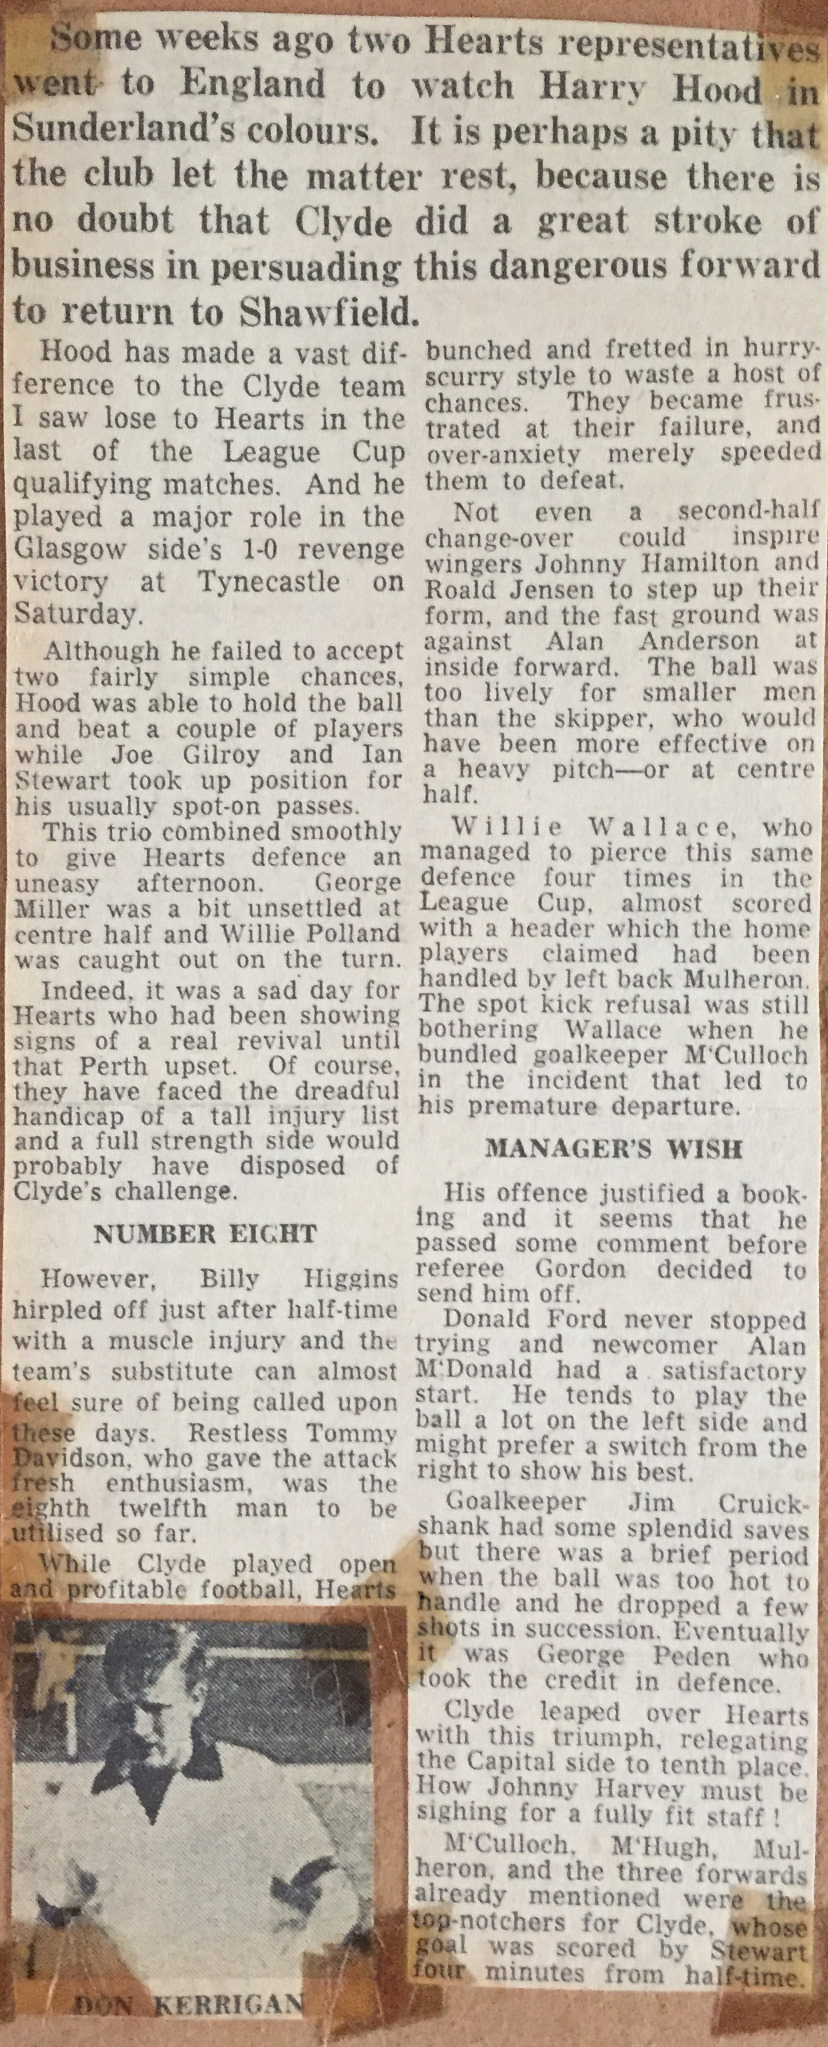 Some weeks ago two Hearts representatives
went to England to watch Harry Hood in
Sunderland's colours. It is perhaps a pity that
the club let the matter rest, because there is
no doubt that Clyde did a great stroke of
business in persuading this dangerous forward
to return to Shawfield.
Hood has made a vast dif-
ference to the Clyde team
I saw lose to Hearts in the
last of the League Cup
qualifying matches. And he
played a major role in the
Glasgow side's 1-0 revenge
victory at Tynecastle on
Saturday.
Although he failed to accept
two fairly simple chances,
Hood was able to hold the ball
and beat a couple of players
while Joe Gilroy and Ian
Stewart took up position for
his usually spot-on passes.
This trio combined smoothly
to give Hearts defence an
uneasy afternoon. George
Miller was a bit unsettled at
centre half and Willie Polland
was caught out on the turn.
Indeed, it was a sad day for
Hearts who had been showing
signs of a real revival until
that Perth upset. Of course,
they have faced the dreadful
handicap of a tall injury list
and a full strength side would
probably have disposed of
Clyde's challenge.
NUMBER EIGHT
However, Billy Higgins
hirpled off just after half-time
with a muscle injury and the
team's substitute can almost
feel sure of being called upon
these days. Restless Tommy
Davidson, who gave the attack
fresh enthusiasm, was the
eighth twelfth man to be
utilised so far.
While Clyde played open
and profitable football, Hearts
bunched and fretted in hurry-
scurry style to waste a host of
chances. They became frus-
trated at their failure, and
over-anxiety merely speeded
them to defeat.
Not even a second-half
change-over could inspire
wingers Johnny Hamilton and
Roald Jensen to step up their
form, and the fast ground was
against Alan Anderson at
inside forward. The ball was
too lively for smaller men
than the skipper, who would
have been more effective on
a heavy pitch—or at centre
half.
Willie Wallace, who
managed to pierce this same
defence four times in the
League Cup, almost scored
with a header which the home
players claimed had been
handled by left back Mulheron.
The spot kick refusal was still
bothering Wallace when he
bundled goalkeeper M'Culloch
in the incident that led to
his premature departure.
MANAGER'S WISH
His offence justified a book-
ing and it seems that he
passed some comment before
referee Gordon decided to
send him off.
Donald Ford never stopped
trying and newcomer Alan
M'Donald had a satisfactory
start. He tends to play the
ball a lot on the left side and
might prefer a switch from the
right to show his best.
Goalkeeper Jim Cruick-
shank had some splendid saves
but there was a brief period
when the ball was too hot to
handle and he dropped a few
shots in succession. Eventually
it was George Peden who
took the credit in defence.
Clyde leaped over Hearts
with this triumph, relegating
the Capital side to tenth place.
How Johnny Harvey must be
sighing for a fully fit staff !
M'Culloch, M'Hugh, Mul-
heron, and the three forwards
already mentioned were the
top-notchers for Clyde, whose
goal was scored by Stewart
four minutes from half-time.
DON KERRIGAN